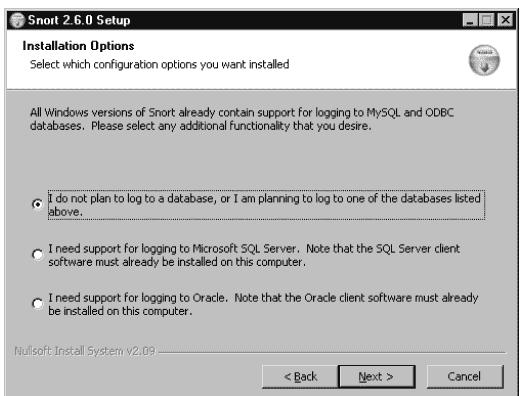 Snort 2.6.0 Setup
Installation Options
Select which configuration options you want installed
All Windows versions of Snort already contain support for logging to MySQL and ODBC
databases. Please select any additional functionality that you desire.
I do not plan to log to a database, or I am planning to log to one of the databases listed
above.
I need support for logging to Microsoft SQL Server. Note that the SQL Server client
software must already be installed on this computer.
I need support for logging to Oracle. Note that the Oracle client software must already
be installed on this computer.
Nullsoft Install System v2.09
< Back Next > Cancel